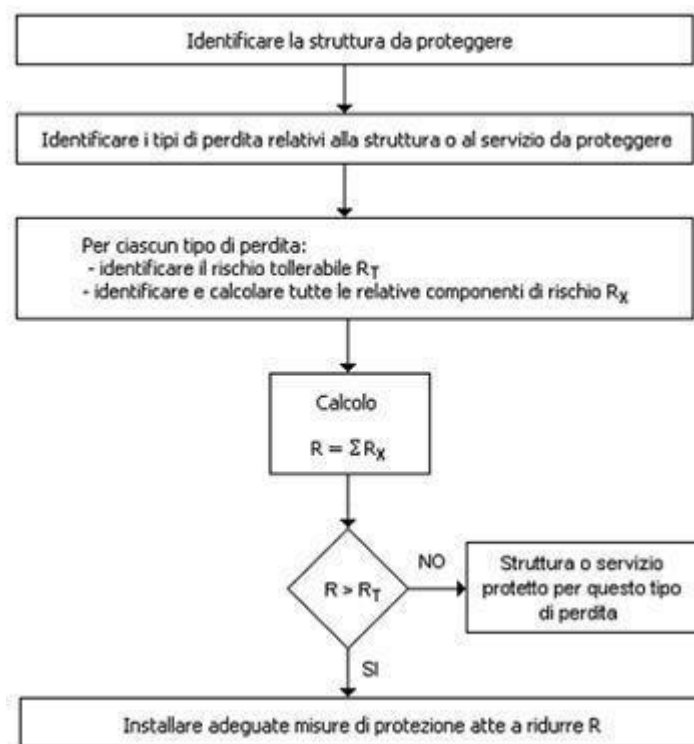 Identificare la struttura da proteggere
Identificare i tipi di perdita relativi alla struttura o al servizio da proteggere
Per ciascun tipo di perdita:
- identificare il rischio tollerabile RT
- identificare e calcolare tutte le relative componenti di rischio RX
Calcolo
R = ΣRX
R > RT
NO
Struttura o servizio
protetto per questo tipo
di perdita
SI
Installare adeguate misure di protezione atte a ridurre R